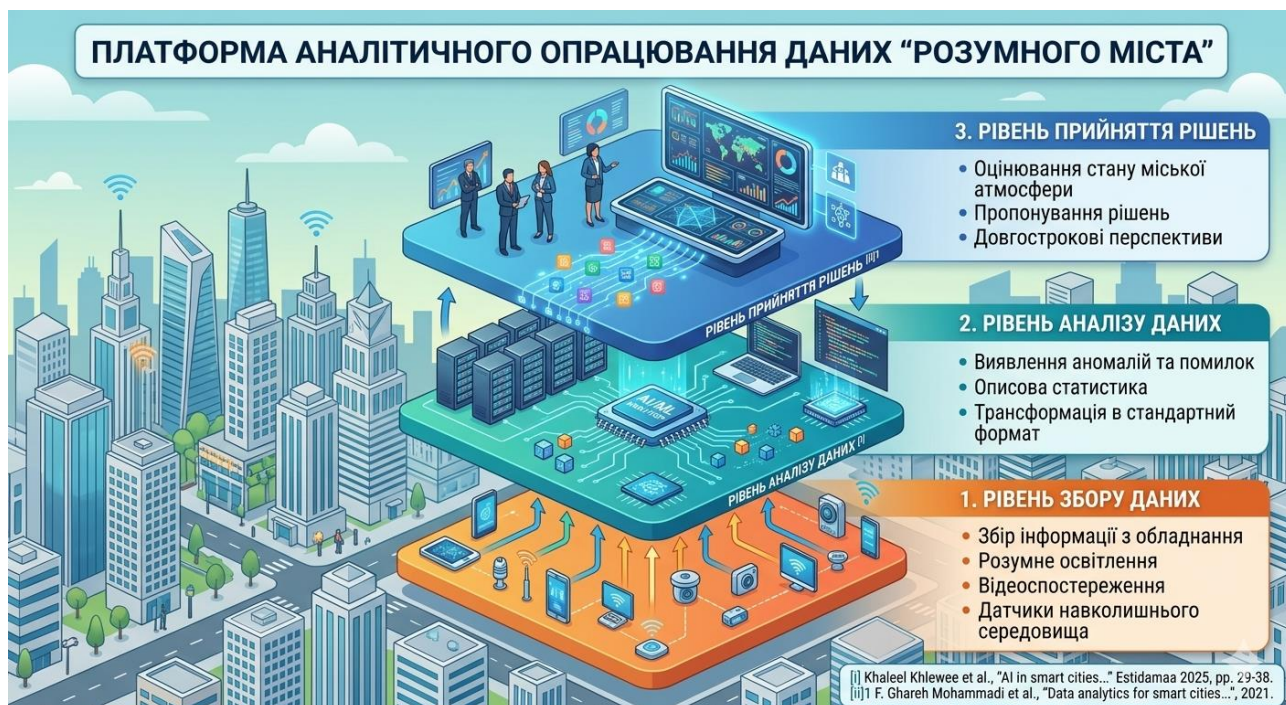 ПЛАТФОРМА АНАЛІТИЧНОГО ОПРАЦЮВАННЯ ДАНИХ “РОЗУМНОГО МІСТА”
3. РІВЕНЬ ПРИЙНЯТТЯ РІШЕНЬ
• Оцінювання стану міської
атмосфери
• Пропонування рішень
• Довгострокові перспективи
РІВЕНЬ ПРИЙНЯТТЯ РІШЕНЬ [ii]1
2. РІВЕНЬ АНАЛІЗУ ДАНИХ
• Виявлення аномалій та помилок
• Описова статистика
• Трансформація в стандартний
формат
AI/ML
РІВЕНЬ АНАЛІЗУ ДАНИХ [i]
1. РІВЕНЬ ЗБОРУ ДАНИХ
• Збір інформації з обладнання
• Розумне освітлення
• Відеоспостереження
• Датчики навколишнього
середовища
[i] Khaleel Khlewee et al., "AI in smart cities..." Estidamaa 2025, pp. 29-38.
[ii]1 F. Ghareh Mohammadi et al., "Data analytics for smart cities...", 2021.